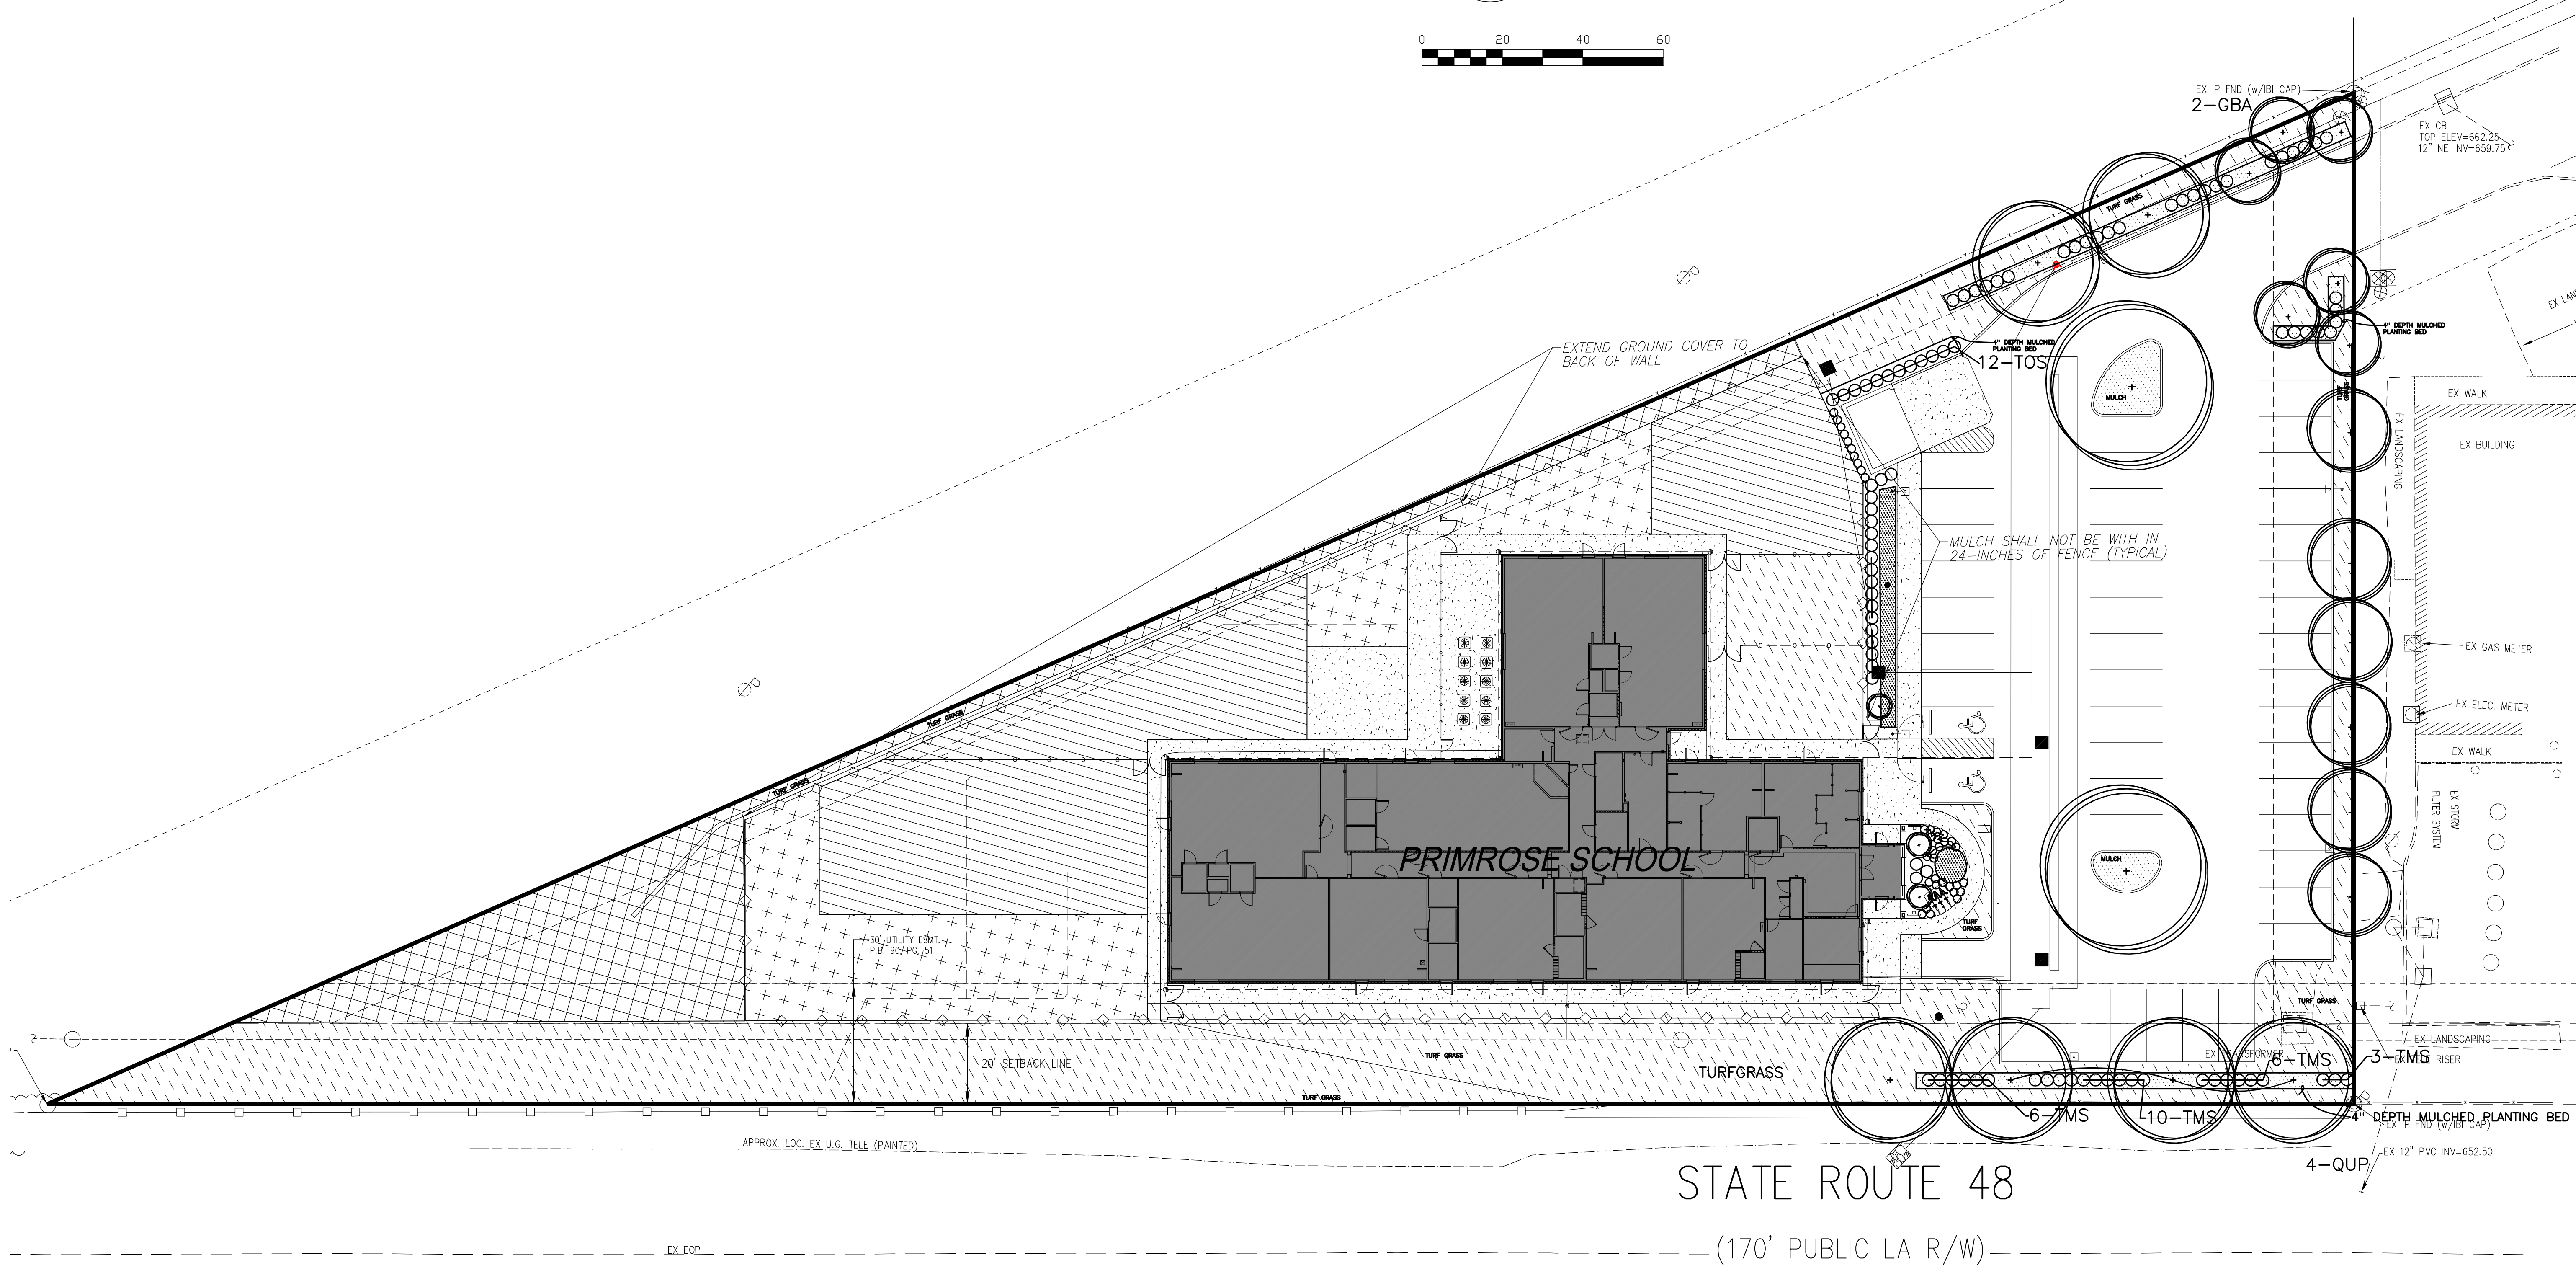 0 20 40 60
EX IP FND (w/IBI CAP)
2-GBA
EX CB
TOP ELEV=662.25
12" NE INV=659.75
TURF GRASS
4" DEPTH MULCHED
PLANTING BED
EXTEND GROUND COVER TO
BACK OF WALL
4" DEPTH MULCHED
PLANTING BED
12-TOS
MULCH
TURF
GRASS
EX LANDSCAPING
EX WALK
EX BUILDING
MULCH SHALL NOT BE WITH IN
24-INCHES OF FENCE (TYPICAL)
EX GAS METER
EX ELEC. METER
EX WALK
TURF GRASS
TURF GRASS
EX STORM
FILTER SYSTEM
PRIMROSE SCHOOL
MULCH
TURF
GRASS
30' UTILITY ESMT.
P.B. 90, PG. 51
TURF GRASS
20' SETBACK LINE
TURF GRASS
TURFGRASS
TURF GRASS
EX TRANSFORMER
6-TMS
3-TMS
EX LANDSCAPING
RISER
6-TMS
10-TMS
4" DEPTH MULCHED PLANTING BED
EX IP FND (w/IBI CAP)
APPROX. LOC. EX U.G. TELE (PAINTED)
EX 12" PVC INV=652.50
4-QUP
STATE ROUTE 48
(170' PUBLIC LA R/W)
EX EOP